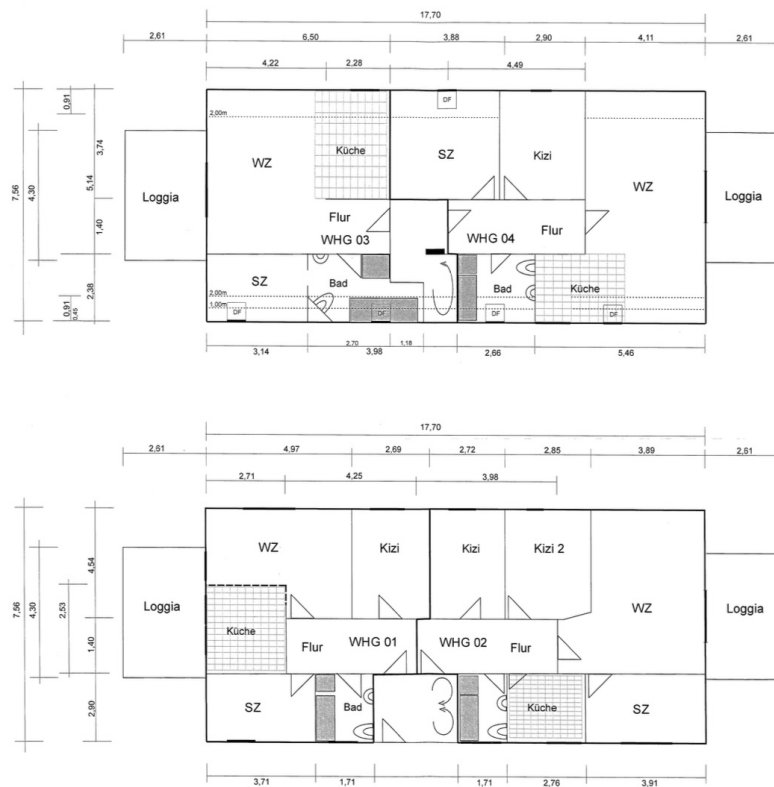 17,70
2,61 6,50 3,88 2,90 4,11 2,61
4,22 2,28 4,49
0,91
3,74
5,14
4,30
7,56
1,40
2,38
0,91
0,45
2,00m
DF
WZ Küche SZ Kizi WZ
Loggia Loggia
Flur
WHG 03 WHG 04 Flur
SZ Bad Bad Küche
2,00m
1,00m
DF DF DF DF
2,70 1,18
3,14 3,98 2,66 5,46
17,70
2,61 4,97 2,69 2,72 2,85 3,89 2,61
2,71 4,25 3,98
4,54
7,56
4,30
2,53
1,40
2,90
WZ Kizi Kizi Kizi 2
WZ
Loggia Loggia
Küche
Flur WHG 01 WHG 02 Flur
SZ Bad Küche SZ
3,71 1,71 1,71 2,76 3,91